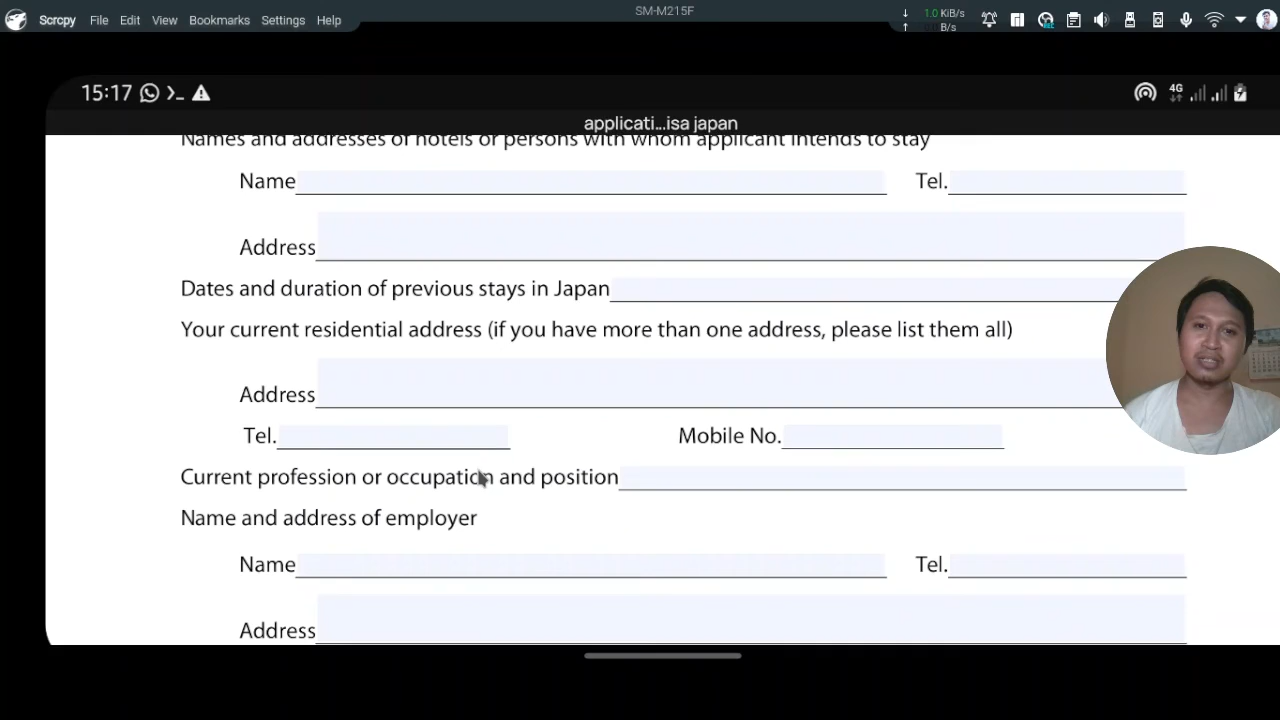 SM-M215F
Scrcpy File Edit View Bookmarks Settings Help
1.0 KiB/s
B/s
15:17
4G
applicati...isa japan
Names and addresses of hotels or persons with whom applicant intends to stay
Name Tel.
Address
Dates and duration of previous stays in Japan
Your current residential address (if you have more than one address, please list them all)
Address
Tel. Mobile No.
Current profession or occupation and position
Name and address of employer
Name Tel.
Address